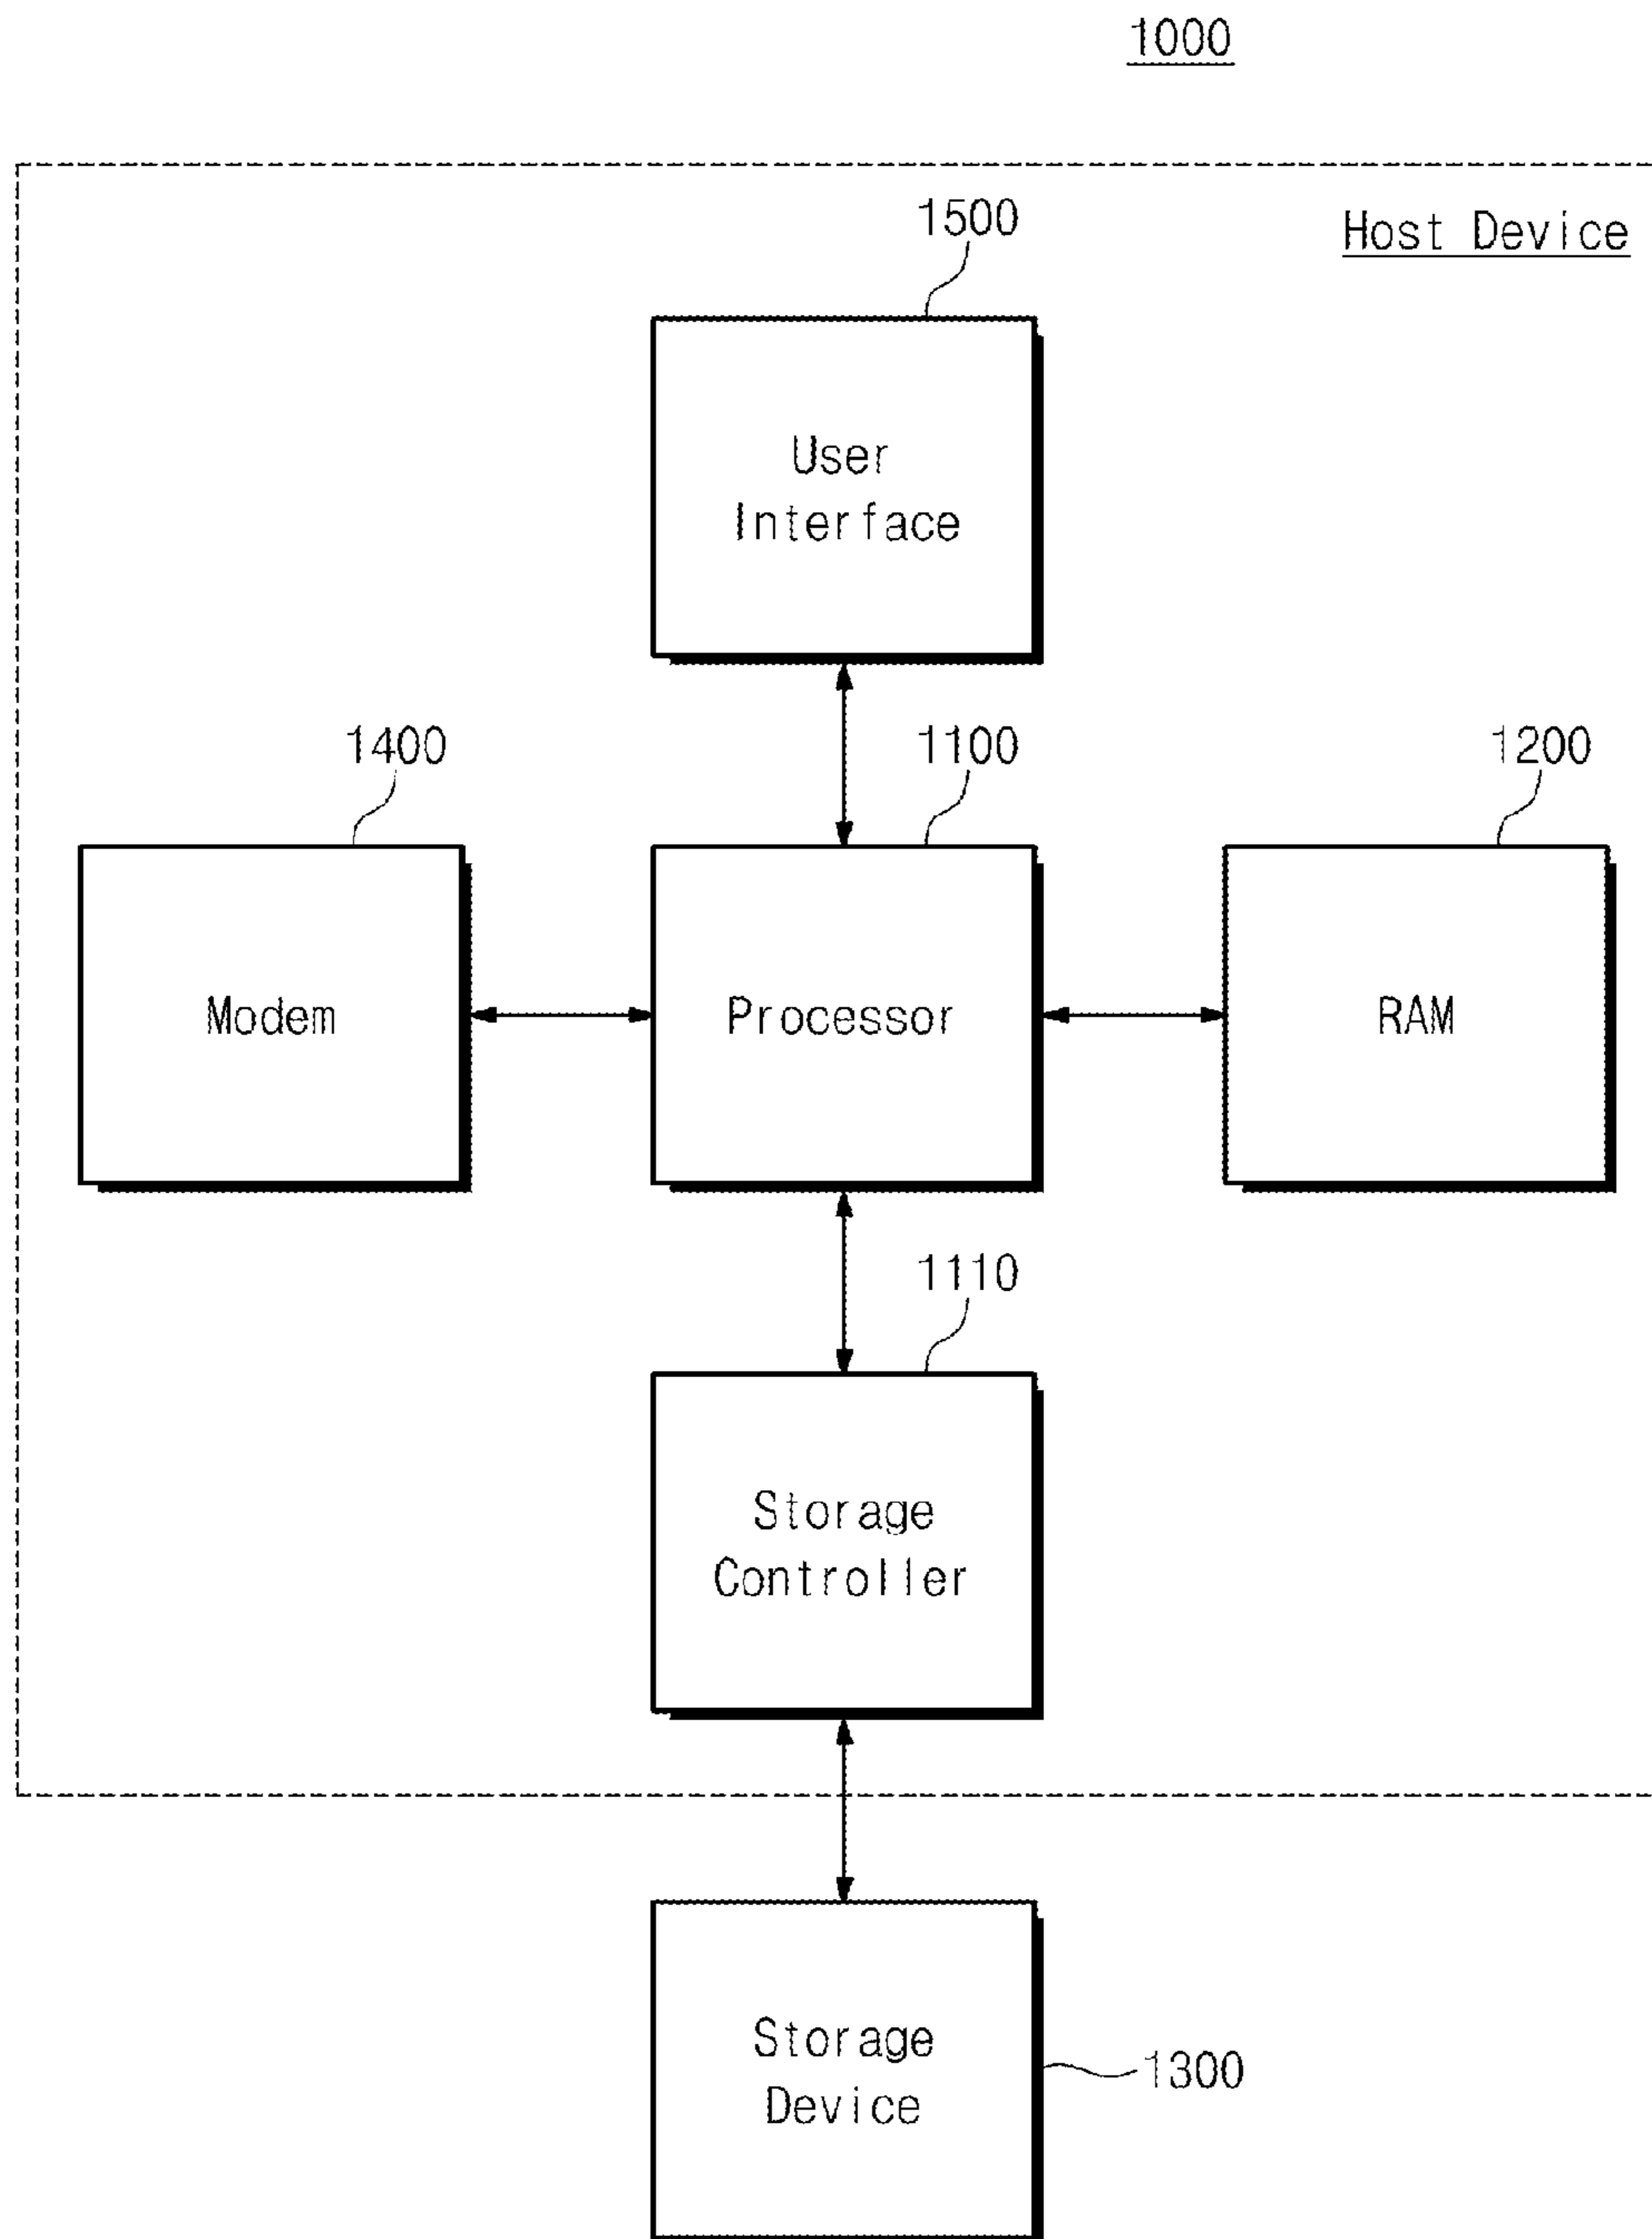 1000
1500
Host Device
User
Interface
1400
1100
1200
Modem
Processor
RAM
1110
Storage
Controller
Storage
Device
1300